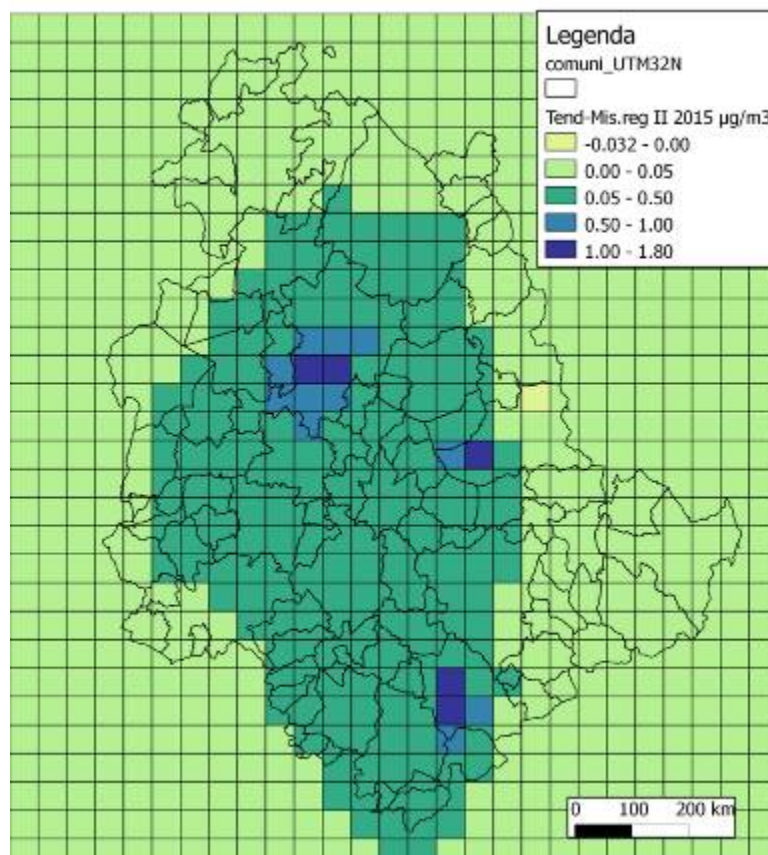 Legenda
comuni_UTM32N
Tend-Mis.reg II 2015 µg/m3
-0.032 - 0.00
0.00 - 0.05
0.05 - 0.50
0.50 - 1.00
1.00 - 1.80
0 100 200 km